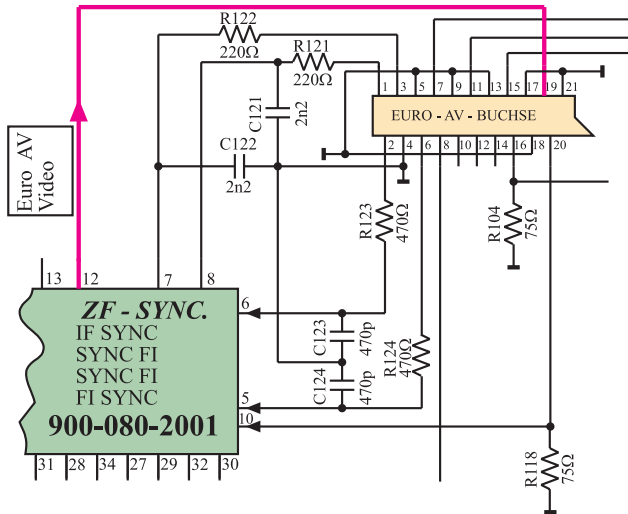 R122
220Ω
R121
220Ω
C121
2n2
C122
2n2
1 3 5 7 9 11 13 15 17 19 21
EURO - AV - BUCHSE
2 4 6 8 10 12 14 16 18 20
Euro AV
Video
R123
470Ω
R104
75Ω
13 12 7 8
ZF - SYNC.
IF SYNC
SYNC FI
SYNC FI
FI SYNC
900-080-2001
6
5
10
C123
470p
C124
470p
R124
470Ω
R118
75Ω
31 28 34 27 29 32 30